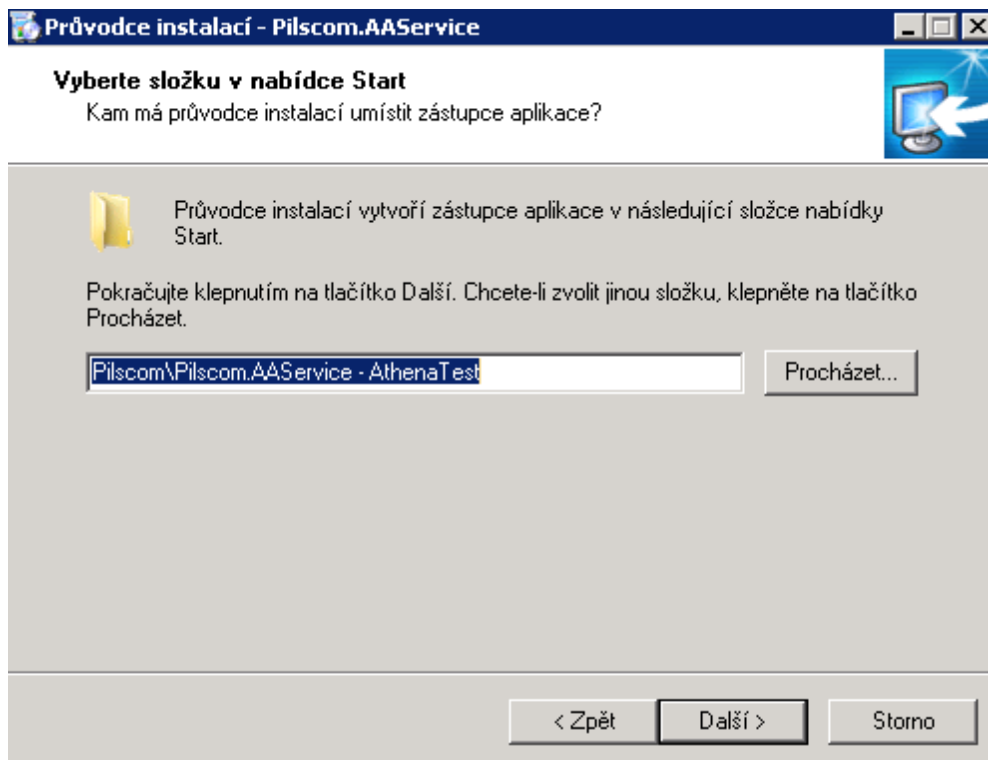 Průvodce instalací - Pilscom.AAService
Vyberte složku v nabídce Start
Kam má průvodce instalací umístit zástupce aplikace?
Průvodce instalací vytvoří zástupce aplikace v následující složce nabídky
Start.
Pokračujte klepnutím na tlačítko Další. Chcete-li zvolit jinou složku, klepněte na tlačítko
Procházet.
Pilscom\Pilscom.AAService - AthenaTest
Procházet...
< Zpět
Další >
Storno